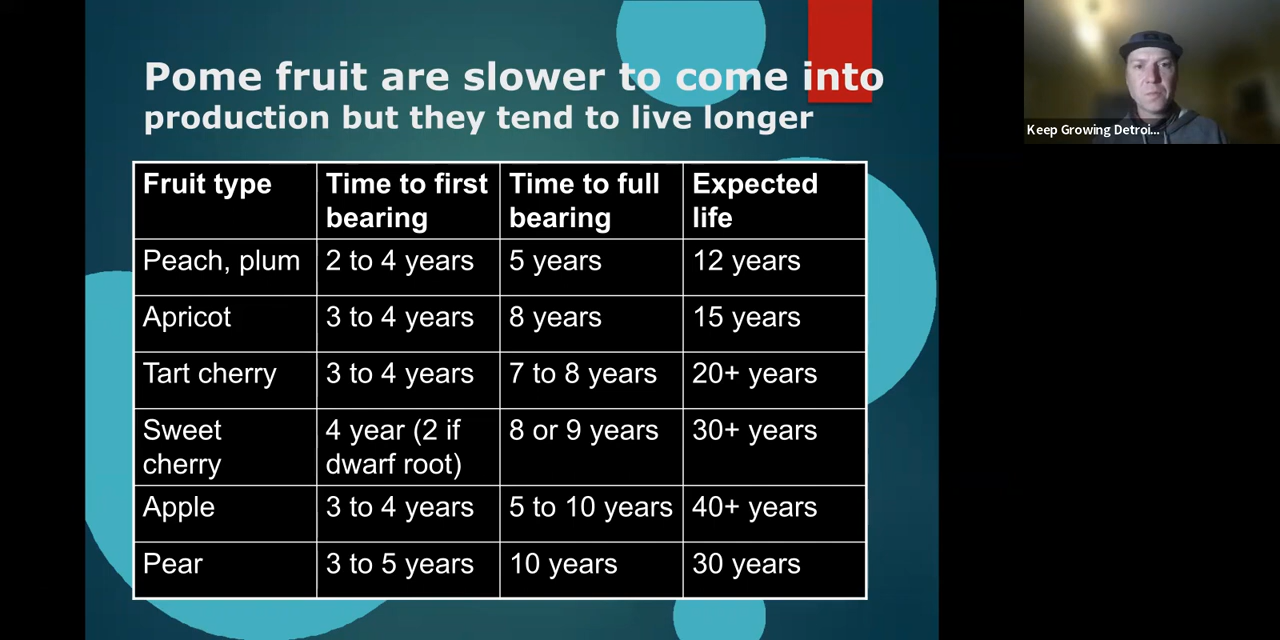 Pome fruit are slower to come into
production but they tend to live longer
Fruit type
Time to first
bearing
Time to full
bearing
Expected
life
Peach, plum
2 to 4 years
5 years
12 years
Apricot
3 to 4 years
8 years
15 years
Tart cherry
3 to 4 years
7 to 8 years
20+ years
Sweet
cherry
4 year (2 if
dwarf root)
8 or 9 years
30+ years
Apple
3 to 4 years
5 to 10 years
40+ years
Pear
3 to 5 years
10 years
30 years
Keep Growing Detroi...